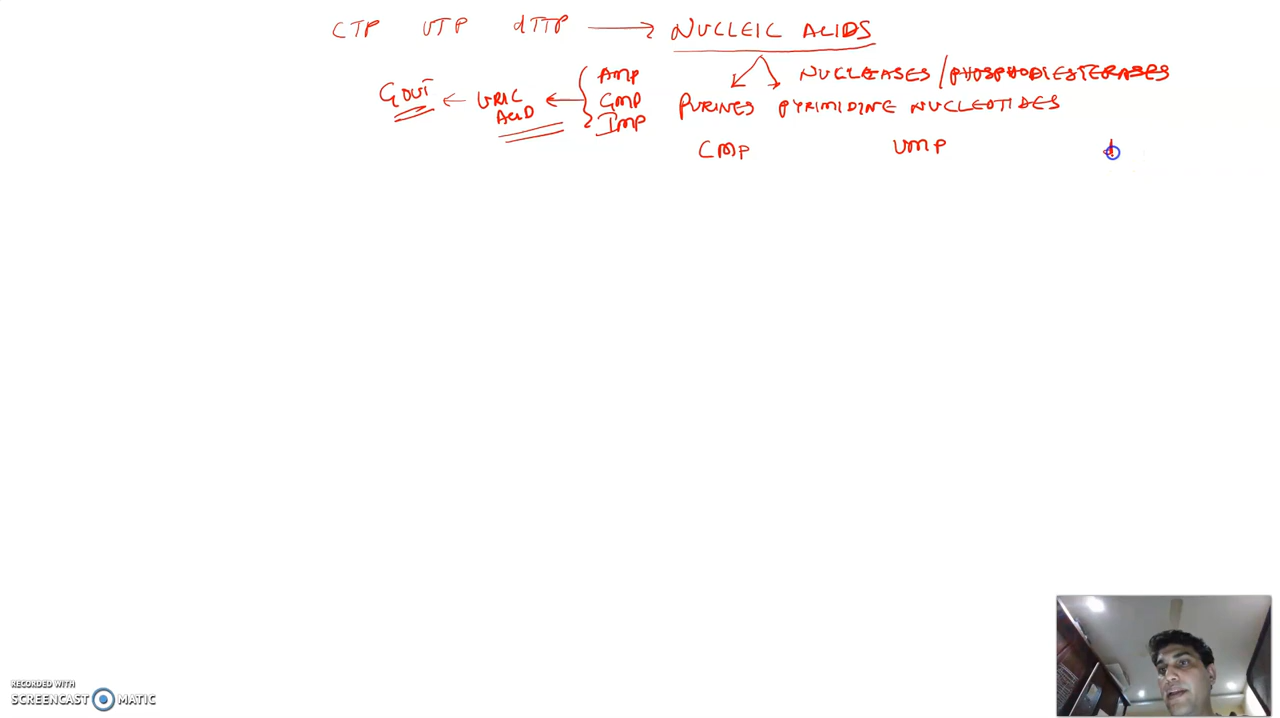 CTP UTP dTTP → NUCLEIC ACIDS
NUCLEASES/PHOSPHODIESTERASES
GOUT ← URIC ACID ← { AMP GMP IMP
PURINES PYRIMIDINE NUCLEOTIDES
CMP UMP d
RECORDED WITH
SCREENCAST MATIC